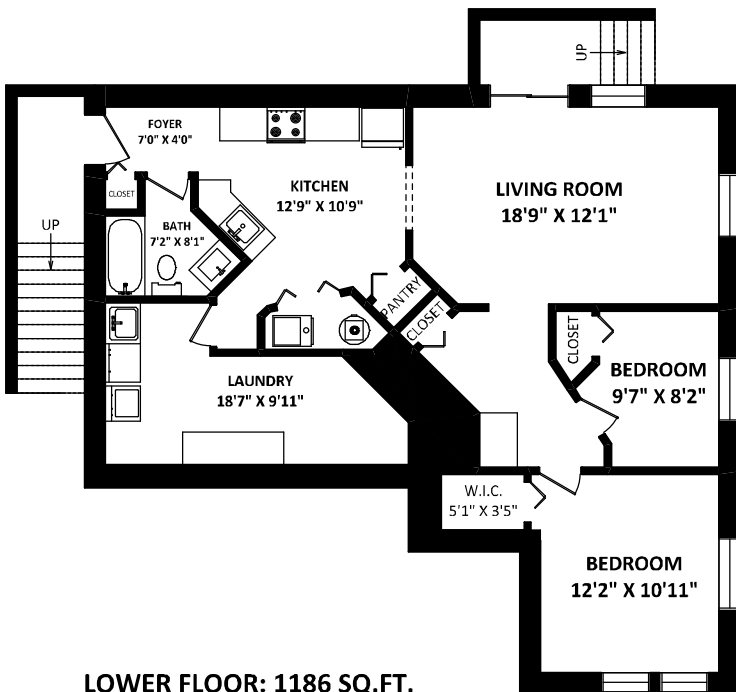 UP
FOYER
7'0" X 4'0"
CLOSET
KITCHEN
12'9" X 10'9"
LIVING ROOM
18'9" X 12'1"
UP
BATH
7'2" X 8'1"
PANTRY
CLOSET
CLOSET
BEDROOM
9'7" X 8'2"
LAUNDRY
18'7" X 9'11"
W.I.C.
5'1" X 3'5"
BEDROOM
12'2" X 10'11"
LOWER FLOOR: 1186 SQ.FT.